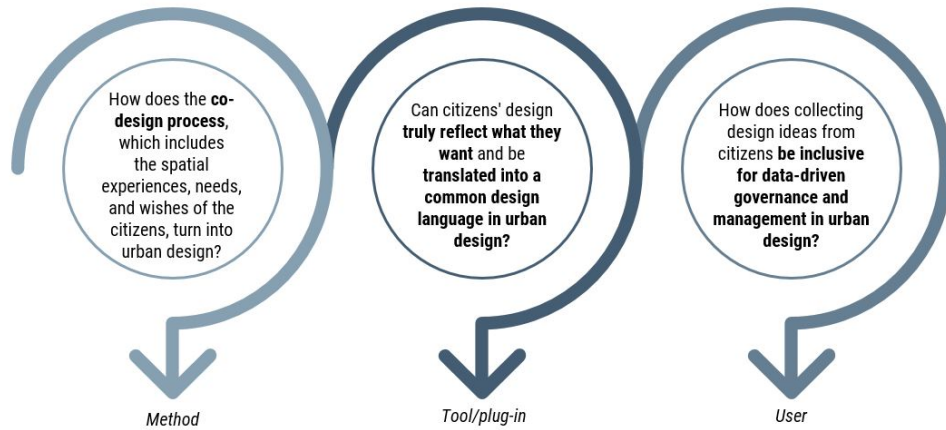 How does the co-
design process,
which includes
the spatial
experiences, needs,
and wishes of the
citizens, turn into
urban design?
Method
Can citizens' design
truly reflect what they
want and be
translated into a
common design
language in urban
design?
Tool/plug-in
How does collecting
design ideas from
citizens be inclusive
for data-driven
governance and
management in urban
design?
User